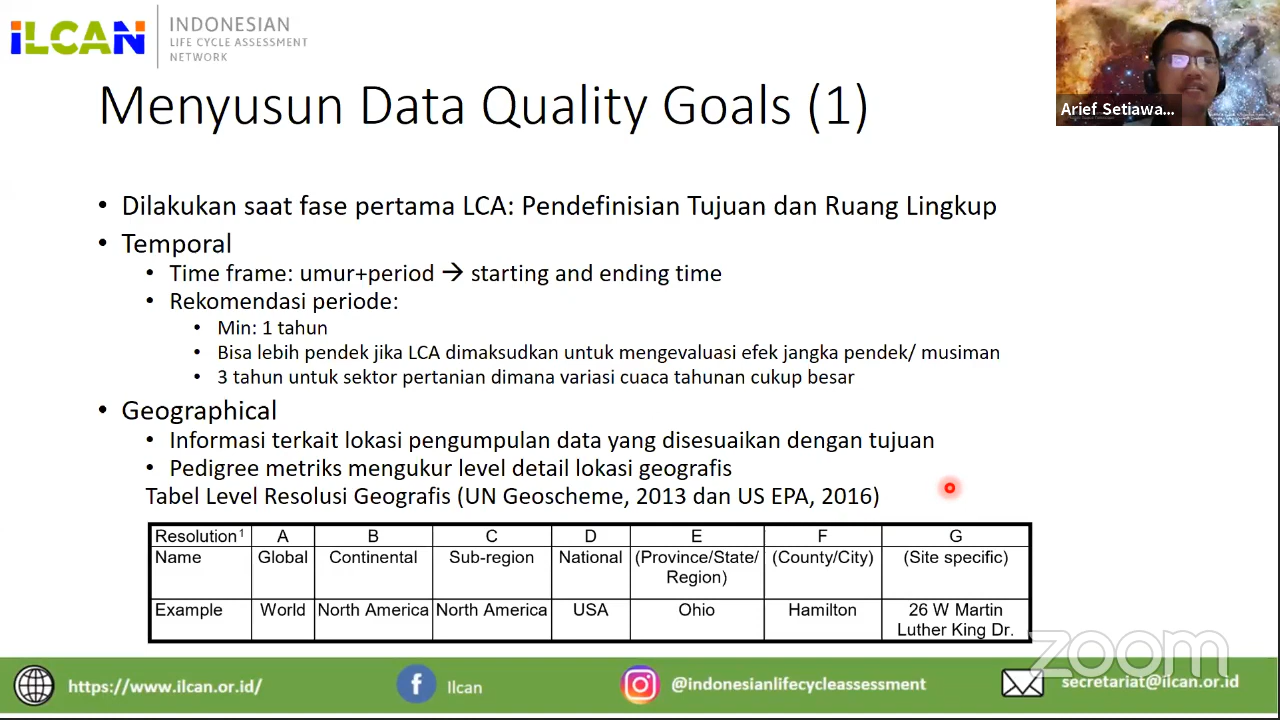 iLCAN
INDONESIAN
LIFE CYCLE ASSESSMENT
NETWORK
Arief Setiawa...
Menyusun Data Quality Goals (1)
• Dilakukan saat fase pertama LCA: Pendefinisian Tujuan dan Ruang Lingkup
• Temporal
• Time frame: umur+period → starting and ending time
• Rekomendasi periode:
• Min: 1 tahun
• Bisa lebih pendek jika LCA dimaksudkan untuk mengevaluasi efek jangka pendek/ musiman
• 3 tahun untuk sektor pertanian dimana variasi cuaca tahunan cukup besar
• Geographical
• Informasi terkait lokasi pengumpulan data yang disesuaikan dengan tujuan
• Pedigree metriks mengukur level detail lokasi geografis
Tabel Level Resolusi Geografis (UN Geoscheme, 2013 dan US EPA, 2016)
Resolution¹ A B C D E F G
Name Global Continental Sub-region National (Province/State/ (County/City) (Site specific)
Region)
Example World North America North America USA Ohio Hamilton 26 W Martin
Luther King Dr.
zoom
https://www.ilcan.or.id/ Ilcan @indonesianlifecycleassessment secretariat@ilcan.or.id